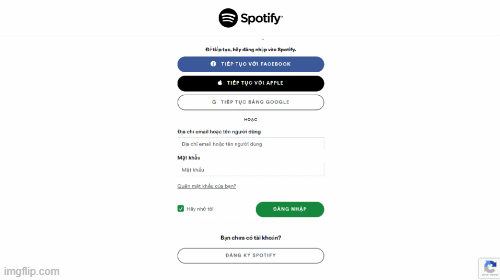 Spotify
Để tiếp tục, hãy đăng nhập vào Spotify.
TIẾP TỤC VỚI FACEBOOK
TIẾP TỤC VỚI APPLE
TIẾP TỤC BẰNG GOOGLE
HOẶC
Địa chỉ email hoặc tên người dùng
Địa chỉ email hoặc tên người dùng
Mật khẩu
Mật khẩu
Quên mật khẩu của bạn?
Hãy nhớ tôi
ĐĂNG NHẬP
Bạn chưa có tài khoản?
ĐĂNG KÝ SPOTIFY
imgflip.com